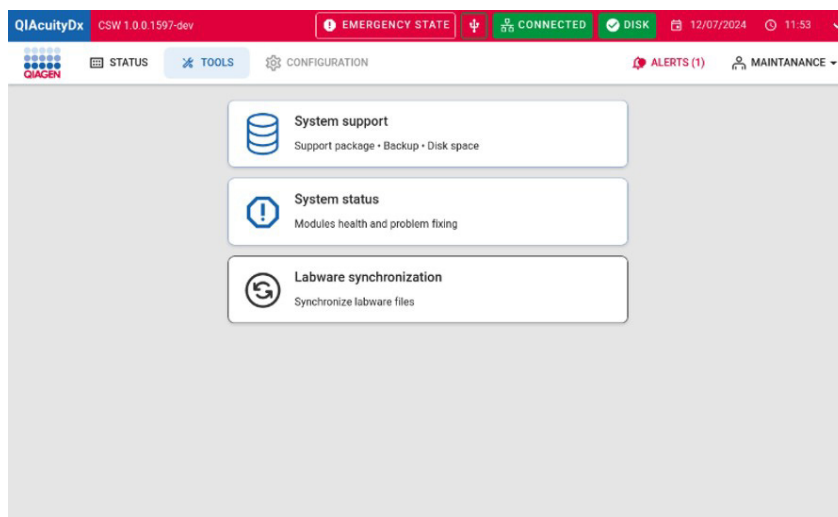 QIAcuityDx CSW 1.0.0.1597-dev EMERGENCY STATE CONNECTED DISK 12/07/2024 11:53
QIAGEN STATUS TOOLS CONFIGURATION ALERTS (1) MAINTANANCE
System support
Support package • Backup • Disk space
System status
Modules health and problem fixing
Labware synchronization
Synchronize labware files